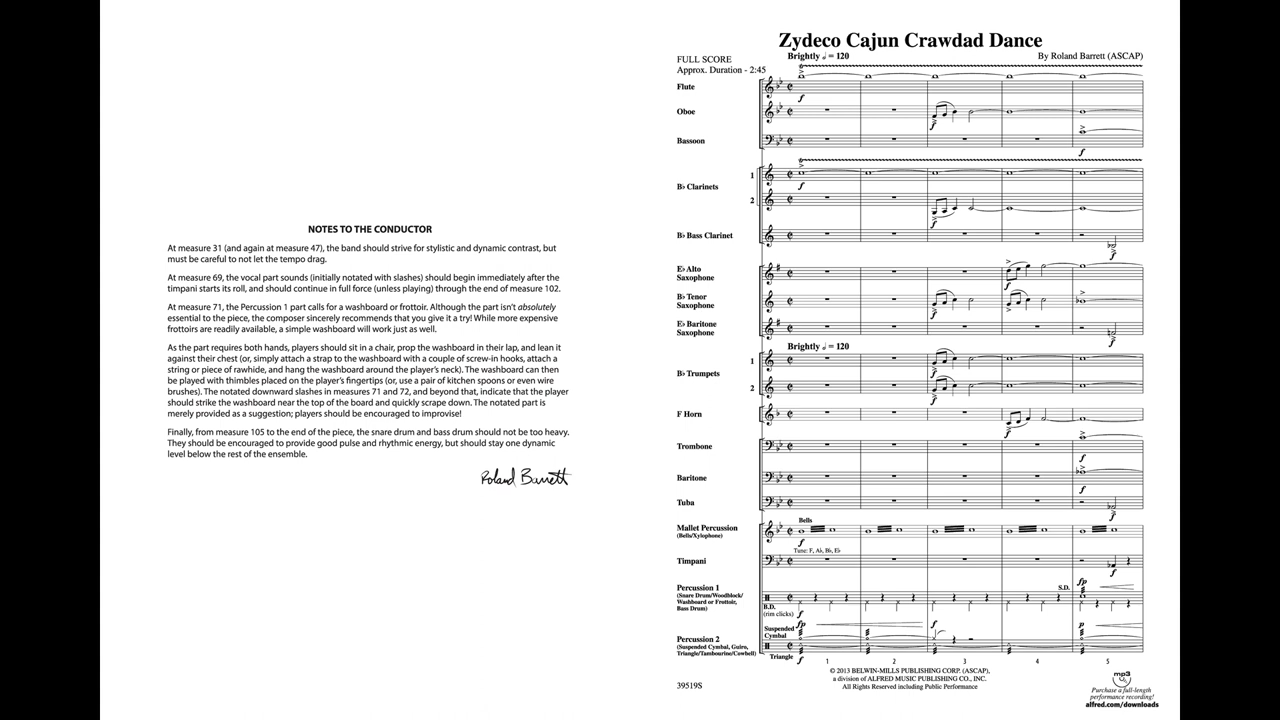 NOTES TO THE CONDUCTOR
At measure 31 (and again at measure 47), the band should strive for stylistic and dynamic contrast, but
must be careful to not let the tempo drag.
At measure 69, the vocal part sounds (initially notated with slashes) should begin immediately after the
timpani starts its roll, and should continue in full force (unless playing) through the end of measure 102.
At measure 71, the Percussion 1 part calls for a washboard or frottoir. Although the part isn't absolutely
essential to the piece, the composer sincerely recommends that you give it a try! While more expensive
frottoirs are readily available, a simple washboard will work just as well.
As the part requires both hands, players should sit in a chair, prop the washboard in their lap, and lean it
against their chest (or, simply attach a strap to the washboard with a couple of screw-in hooks, attach a
string or piece of rawhide, and hang the washboard around the player's neck). The washboard can then
be played with thimbles placed on the player's fingertips (or, use a pair of kitchen spoons or even wire
brushes). The notated downward slashes in measures 71 and 72, and beyond that, indicate that the player
should strike the washboard near the top of the board and quickly scrape down. The notated part is
merely provided as a suggestion; players should be encouraged to improvise!
Finally, from measure 105 to the end of the piece, the snare drum and bass drum should not be too heavy.
They should be encouraged to provide good pulse and rhythmic energy, but should stay one dynamic
level below the rest of the ensemble.
Roland Barrett
Zydeco Cajun Crawdad Dance
FULL SCORE
Approx. Duration - 2:45
Brightly 𝅗𝅥 = 120
By Roland Barrett (ASCAP)
Flute
f
Oboe
f
Bassoon
f
B♭ Clarinets
1
f
2
f
B♭ Bass Clarinet
f
E♭ Alto
Saxophone
f
B♭ Tenor
Saxophone
f
f
E♭ Baritone
Saxophone
f
Brightly 𝅗𝅥 = 120
B♭ Trumpets
1
f
2
f
F Horn
f
Trombone
f
Baritone
f
Tuba
f
Mallet Percussion
(Bells/Xylophone)
Bells
f
Timpani
Tune: F, A♭, B♭, E♭
f
Percussion 1
(Snare Drum/Woodblock/
Washboard or Frottoir,
Bass Drum)
S.D.
fp
B.D.
(rim clicks)
f
Percussion 2
(Suspended Cymbal, Guiro,
Triangle/Tambourine/Cowbell)
Suspended
Cymbal
fp
f
p
Triangle
f
1 2 3 4 5
© 2013 BELWIN-MILLS PUBLISHING CORP. (ASCAP),
a division of ALFRED MUSIC PUBLISHING CO., INC.
All Rights Reserved including Public Performance
39519S
mp3
Purchase a full-length
performance recording!
alfred.com/downloads